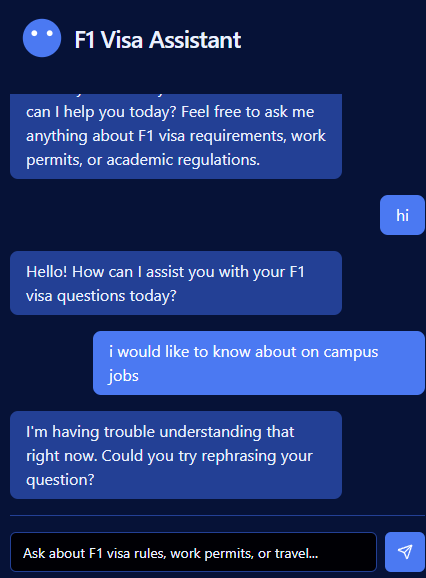 F1 Visa Assistant
can I help you today? Feel free to ask me
anything about F1 visa requirements, work
permits, or academic regulations.
hi
Hello! How can I assist you with your F1
visa questions today?
i would like to know about on campus
jobs
I'm having trouble understanding that
right now. Could you try rephrasing your
question?
Ask about F1 visa rules, work permits, or travel...